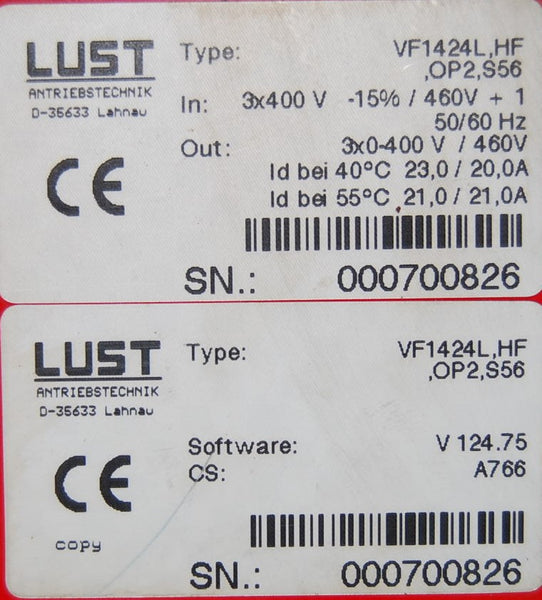 LUST
ANTRIEBSTECHNIK
D-35633 Lahnau
CE
Type: VF1424L,HF
,OP2,S56
In: 3x400 V -15% / 460V + 1
50/60 Hz
Out: 3x0-400 V / 460V
Id bei 40°C 23,0 / 20,0A
Id bei 55°C 21,0 / 21,0A
SN.: 000700826
LUST
ANTRIEBSTECHNIK
D-35633 Lahnau
CE
copy
Type: VF1424L,HF
,OP2,S56
Software: V 124.75
CS: A766
SN.: 000700826